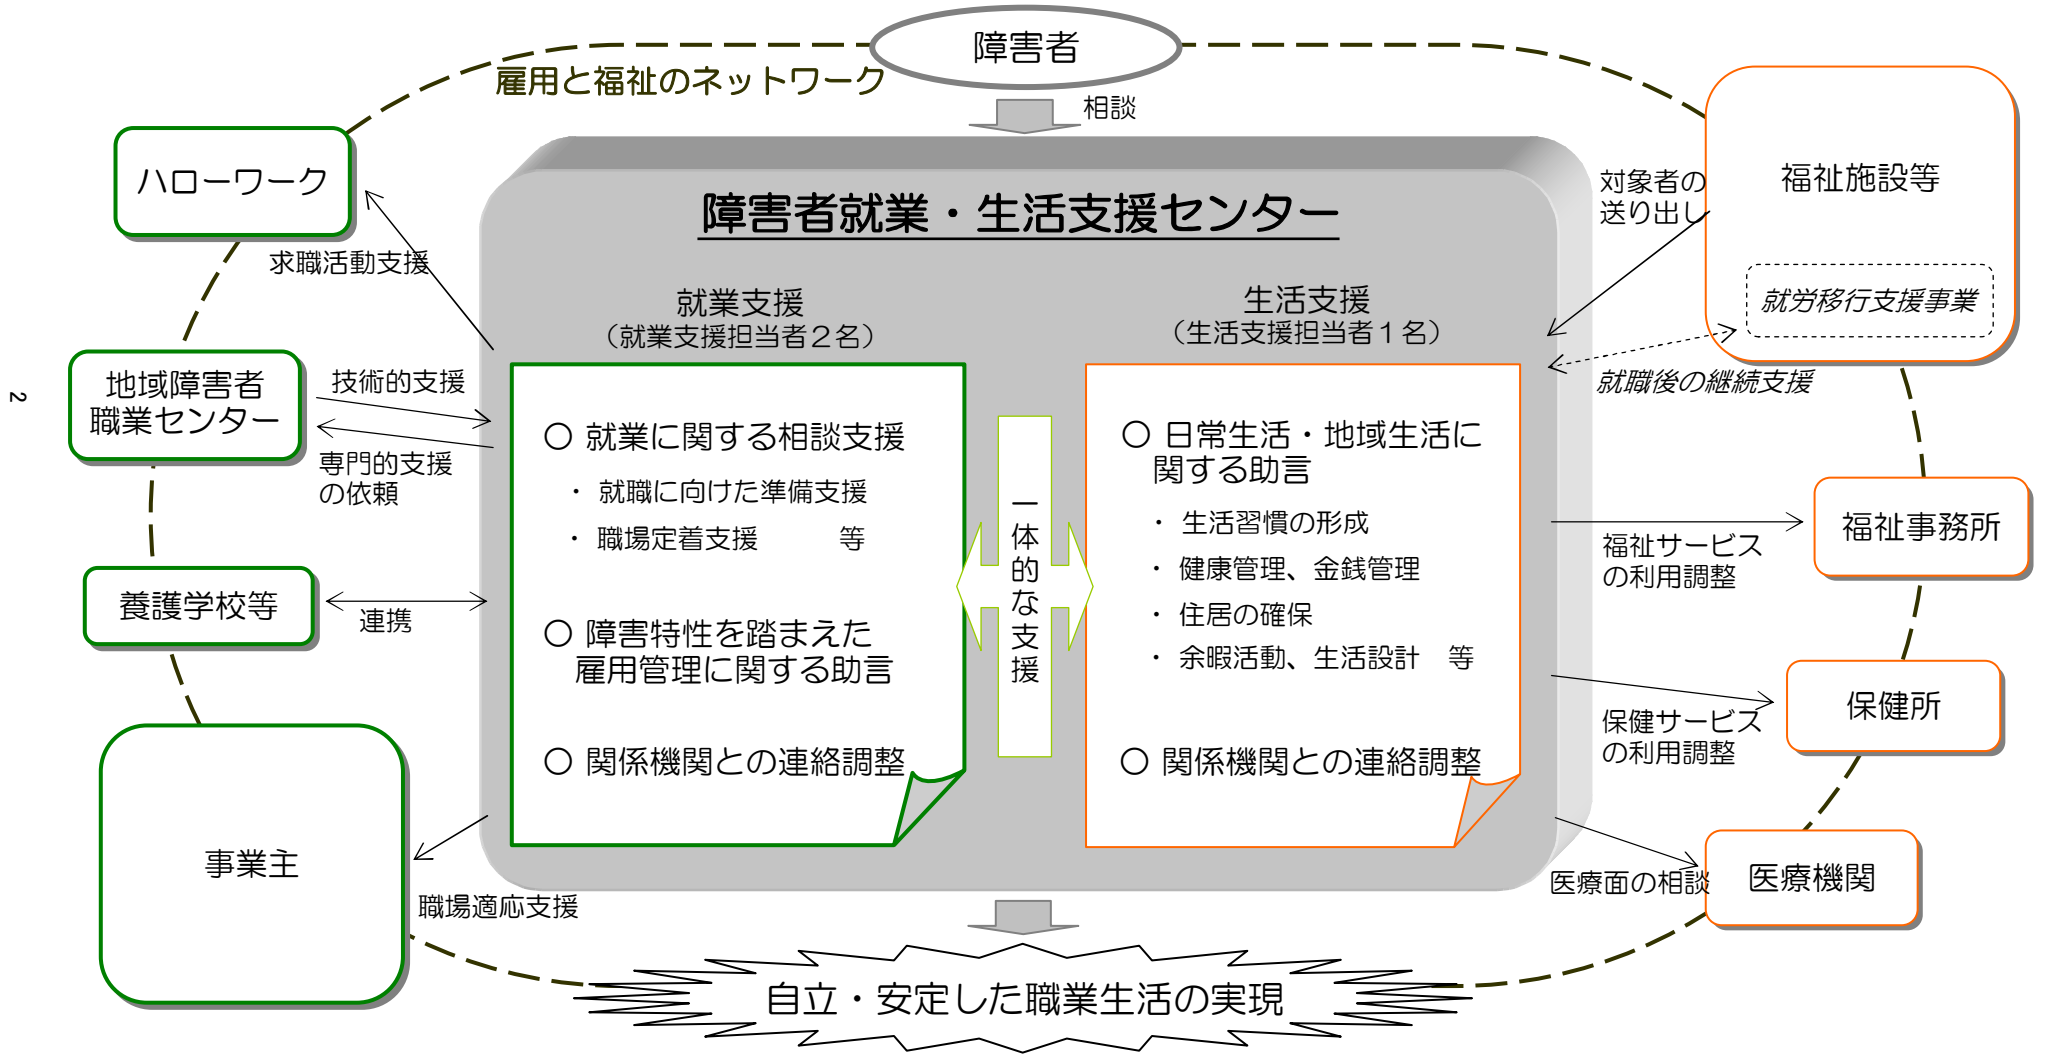 障害者
雇用と福祉のネットワーク
相談
ハローワーク
求職活動支援
地域障害者
職業センター
技術的支援
専門的支援
の依頼
養護学校等
連携
事業主
職場適応支援
障害者就業・生活支援センター
就業支援
（就業支援担当者２名）
○ 就業に関する相談支援
・ 就職に向けた準備支援
・ 職場定着支援　　　等
○ 障害特性を踏まえた
雇用管理に関する助言
○ 関係機関との連絡調整
一体的な支援
生活支援
（生活支援担当者１名）
○ 日常生活・地域生活に
関する助言
・ 生活習慣の形成
・ 健康管理、金銭管理
・ 住居の確保
・ 余暇活動、生活設計　等
○ 関係機関との連絡調整
対象者の
送り出し
福祉施設等
就労移行支援事業
就職後の継続支援
福祉事務所
福祉サービス
の利用調整
保健所
保健サービス
の利用調整
医療機関
医療面の相談
自立・安定した職業生活の実現
2